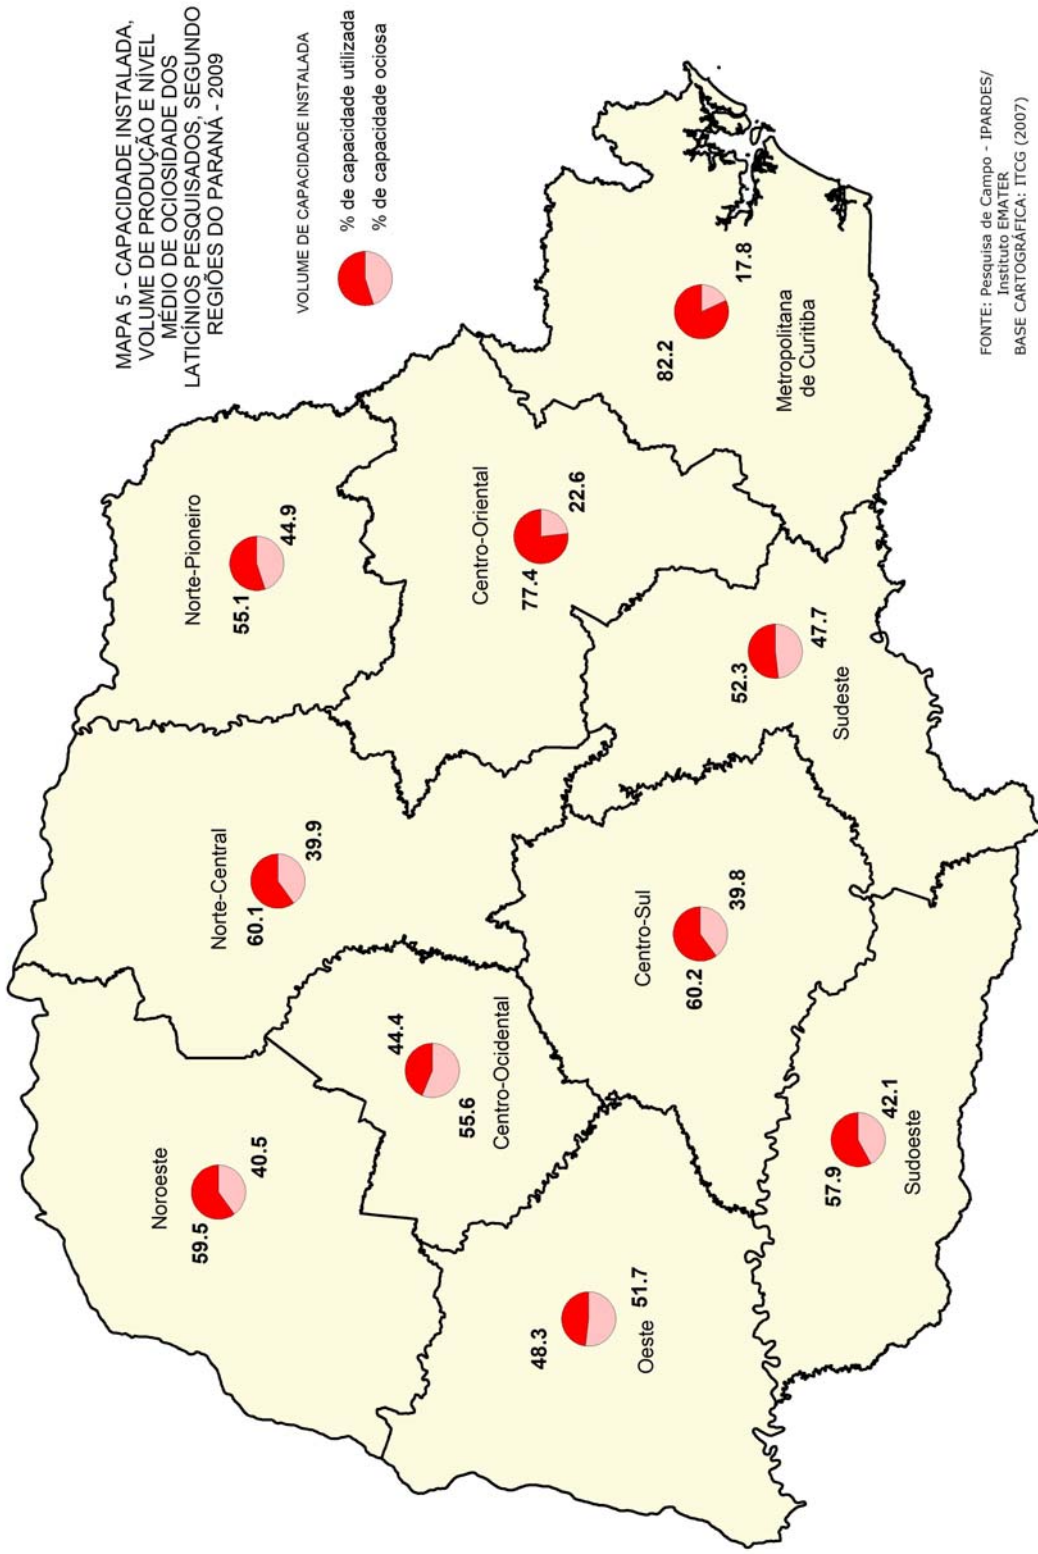 MAPA 5 - CAPACIDADE INSTALADA,
VOLUME DE PRODUÇÃO E NÍVEL
MÉDIO DE OCIOSIDADE DOS
LATICÍNIOS PESQUISADOS, SEGUNDO
REGIÕES DO PARANÁ - 2009
VOLUME DE CAPACIDADE INSTALADA
% de capacidade utilizada
% de capacidade ociosa
Norte-Pioneiro
55.1
44.9
Norte-Central
60.1
39.9
Noroeste
59.5
40.5
44.4
55.6
Centro-Ocidental
Centro-Oriental
77.4
22.6
48.3
51.7
Oeste
Centro-Sul
60.2
39.8
82.2
17.8
Metropolitana
de Curitiba
52.3
47.7
Sudeste
57.9
42.1
Sudoeste
FONTE: Pesquisa de Campo - IPARDES/
Instituto EMATER
BASE CARTOGRÁFICA: ITCG (2007)